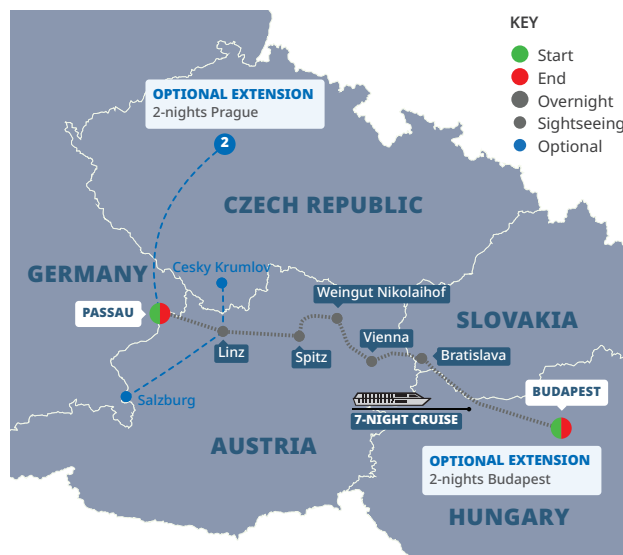 KEY
Start
End
Overnight
Sightseeing
Optional
OPTIONAL EXTENSION
2-nights Prague
2
CZECH REPUBLIC
GERMANY
Cesky Krumlov
PASSAU
Weingut Nikolaihof
SLOVAKIA
Linz
Spitz
Vienna
Bratislava
Salzburg
BUDAPEST
7-NIGHT CRUISE
AUSTRIA
OPTIONAL EXTENSION
2-nights Budapest
HUNGARY